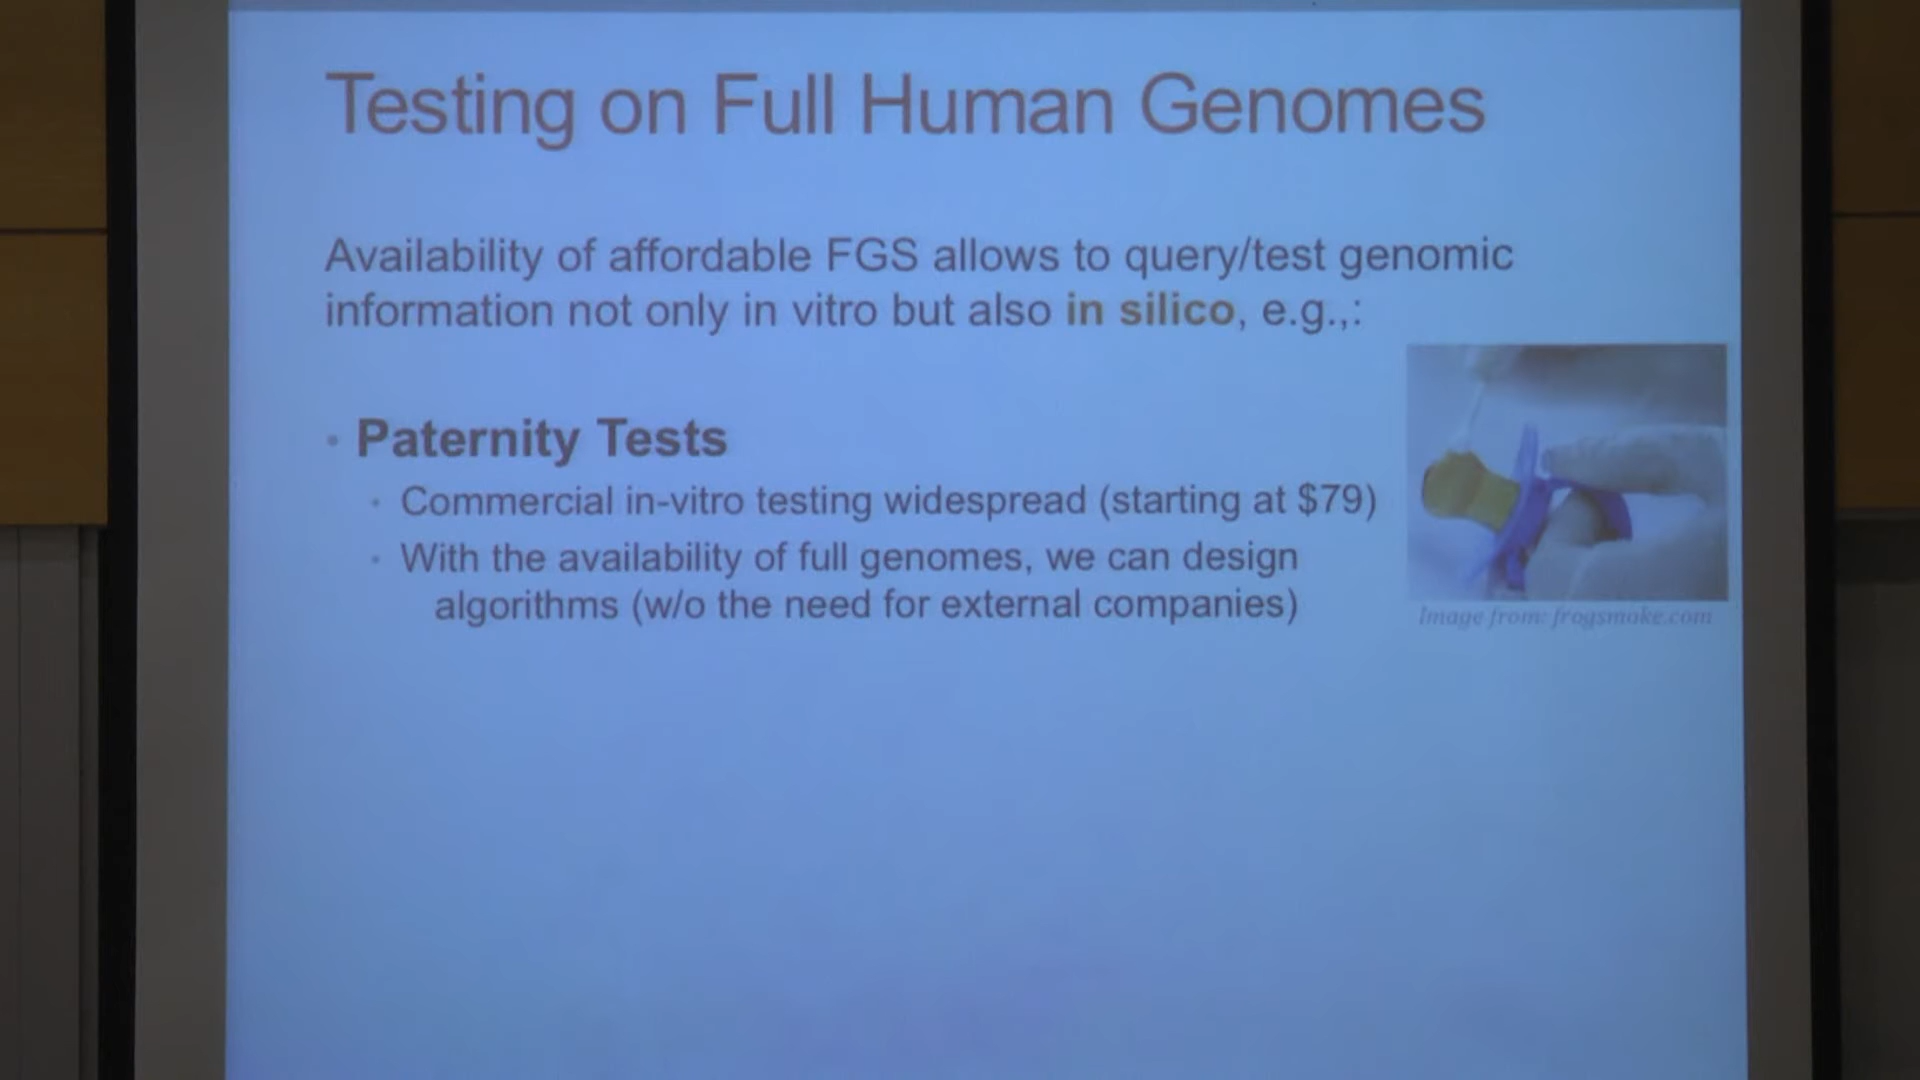 Testing on Full Human Genomes
Availability of affordable FGS allows to query/test genomic
information not only in vitro but also in silico, e.g.,:
• Paternity Tests
• Commercial in-vitro testing widespread (starting at $79)
• With the availability of full genomes, we can design
algorithms (w/o the need for external companies)
Image from: frogsmoke.com